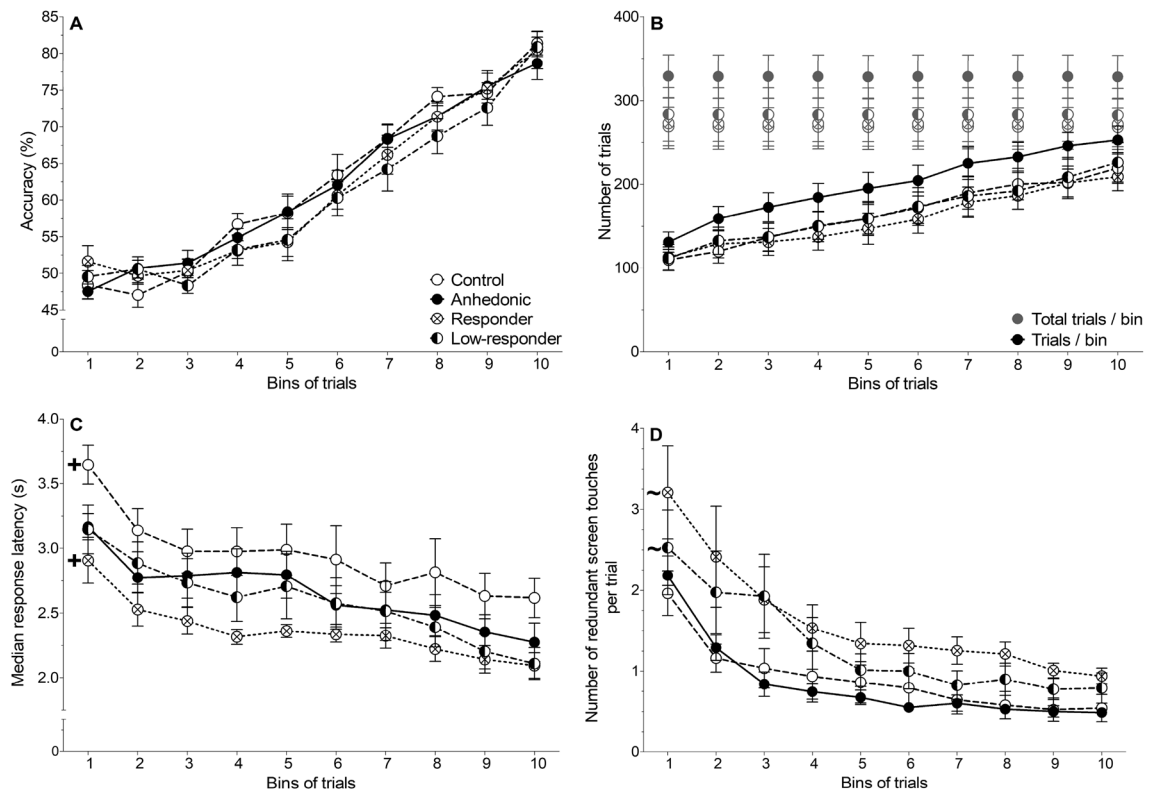 A
Accuracy (%)
85
80
75
70
65
60
55
50
45
0
Control
Anhedonic
Responder
Low-responder
1 2 3 4 5 6 7 8 9 10
Bins of trials
B
Number of trials
400
300
200
100
0
Total trials / bin
Trials / bin
1 2 3 4 5 6 7 8 9 10
Bins of trials
C
Median response latency (s)
4.0
3.5
3.0
2.5
2.0
0
+
+
1 2 3 4 5 6 7 8 9 10
Bins of trials
D
Number of redundant screen touches
per trial
4
3
2
1
0
~
~
1 2 3 4 5 6 7 8 9 10
Bins of trials